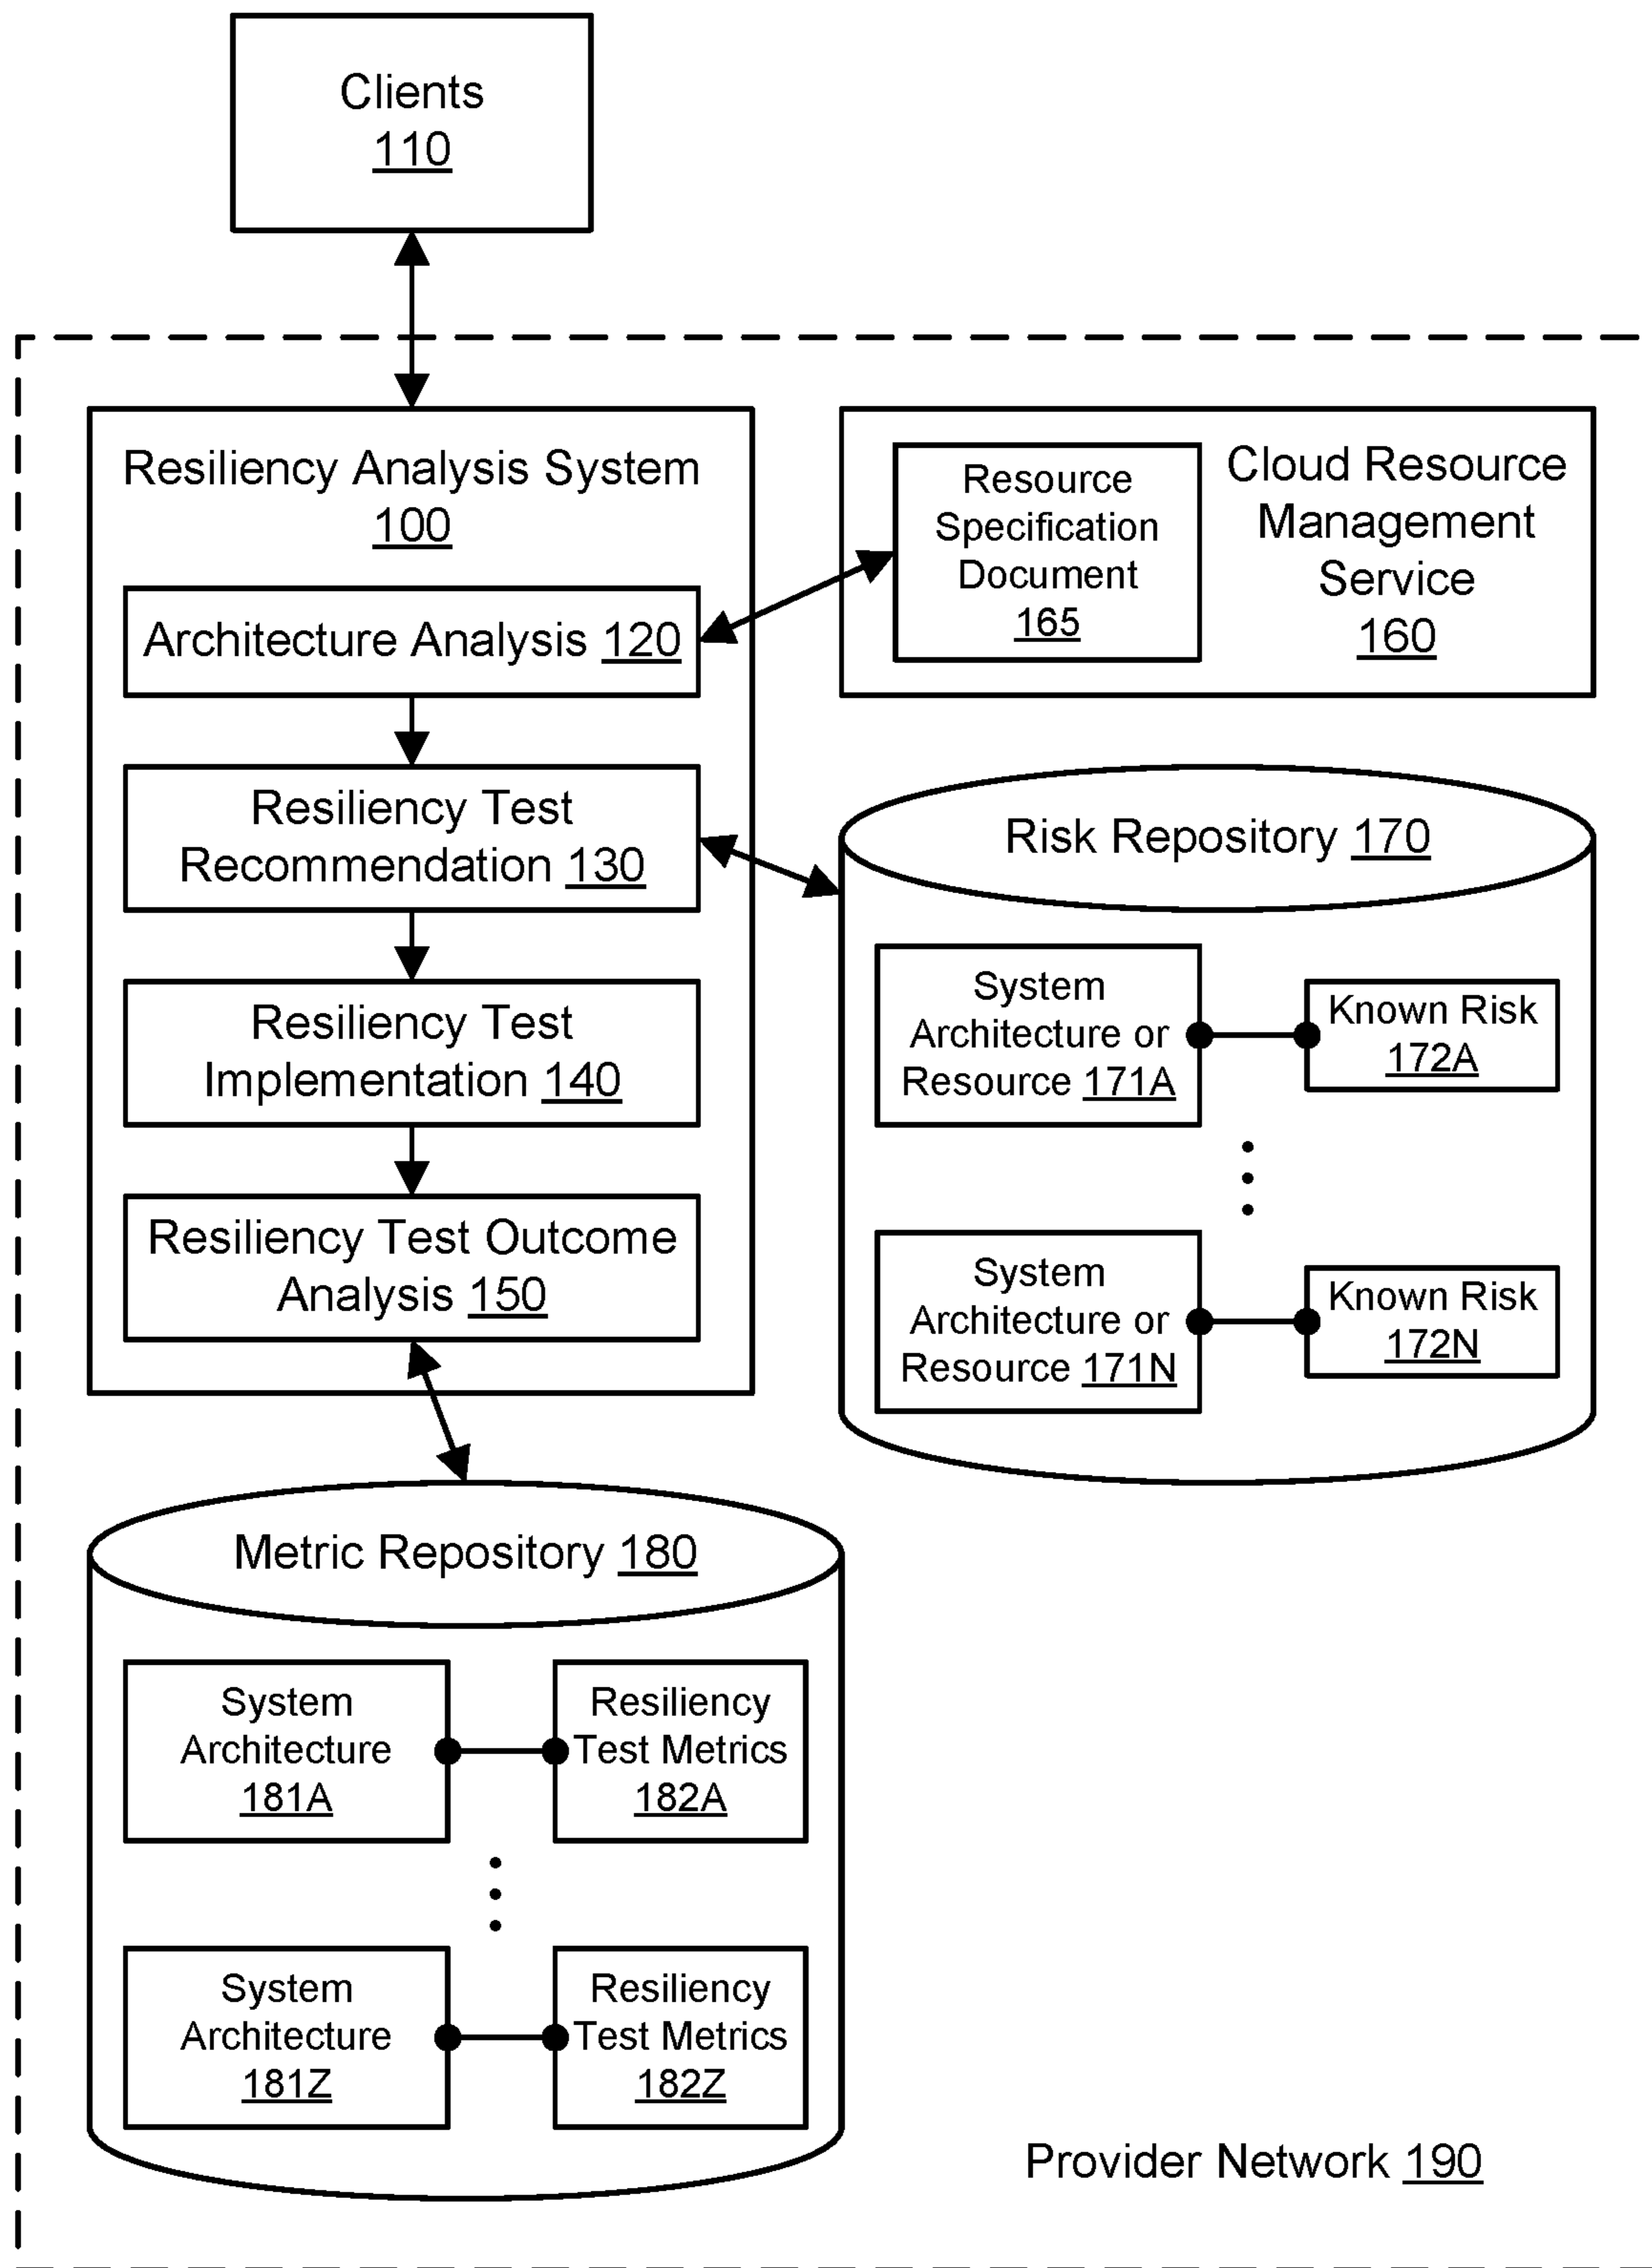 Clients
110
Resiliency Analysis System
100
Architecture Analysis 120
Resiliency Test
Recommendation 130
Resiliency Test
Implementation 140
Resiliency Test Outcome
Analysis 150
Resource
Specification
Document
165
Cloud Resource
Management
Service
160
Risk Repository 170
System
Architecture or
Resource 171A
Known Risk
172A
System
Architecture or
Resource 171N
Known Risk
172N
Metric Repository 180
System
Architecture
181A
Resiliency
Test Metrics
182A
System
Architecture
181Z
Resiliency
Test Metrics
182Z
Provider Network 190